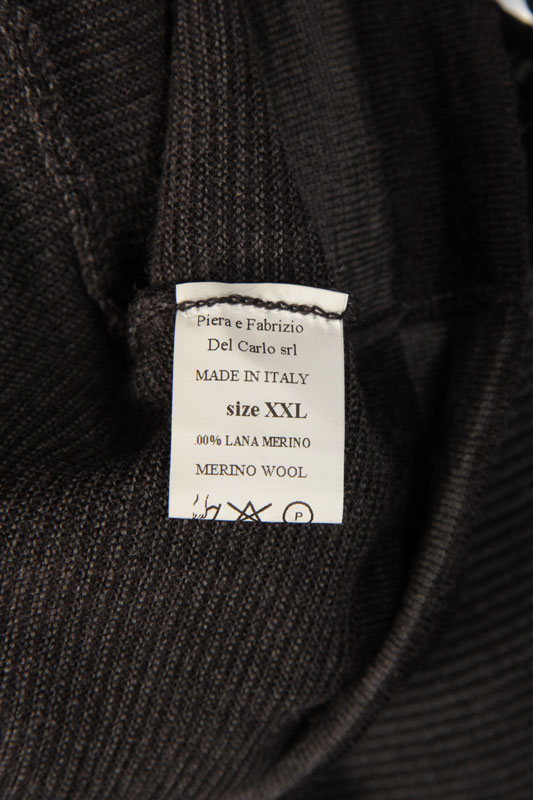 Piera e Fabrizio
Del Carlo srl
MADE IN ITALY
size XXL
00% LANA MERINO
MERINO WOOL
P